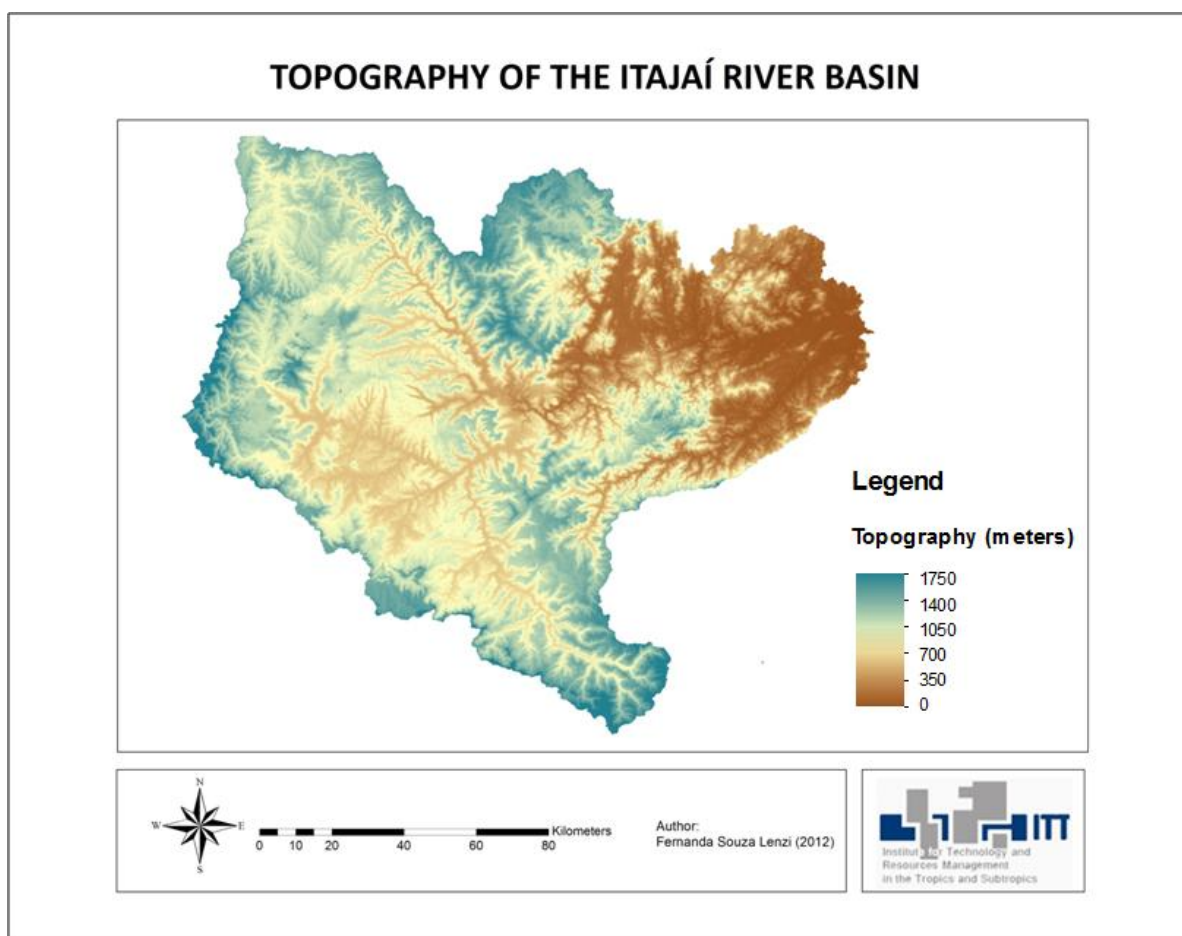 TOPOGRAPHY OF THE ITAJAÍ RIVER BASIN
Legend
Topography (meters)
1750
1400
1050
700
350
0
N
W
E
S
0 10 20 40 60 80
Kilometers
Author:
Fernanda Souza Lenzi (2012)
ITT
Institute for Technology and
Resources Management
in the Tropics and Subtropics